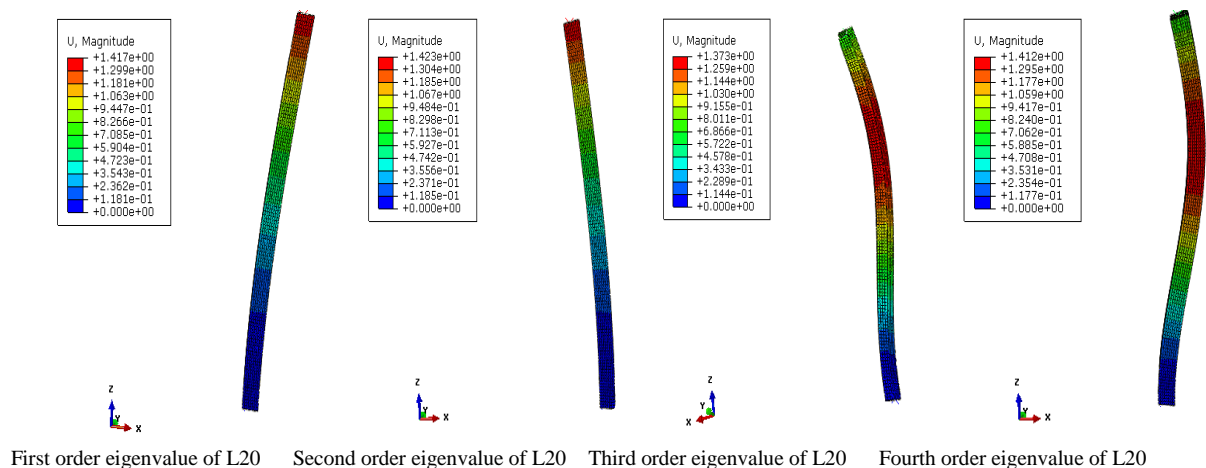 U, Magnitude
+1.417e+00
+1.299e+00
+1.181e+00
+1.063e+00
+9.447e-01
+8.266e-01
+7.085e-01
+5.904e-01
+4.723e-01
+3.543e-01
+2.362e-01
+1.181e-01
+0.000e+00
Z
Y
X
First order eigenvalue of L20
U, Magnitude
+1.423e+00
+1.304e+00
+1.185e+00
+1.067e+00
+9.484e-01
+8.298e-01
+7.113e-01
+5.927e-01
+4.742e-01
+3.556e-01
+2.371e-01
+1.185e-01
+0.000e+00
Z
Y
X
Second order eigenvalue of L20
U, Magnitude
+1.373e+00
+1.259e+00
+1.144e+00
+1.030e+00
+9.155e-01
+8.011e-01
+6.866e-01
+5.722e-01
+4.578e-01
+3.433e-01
+2.289e-01
+1.144e-01
+0.000e+00
Z
Y
X
Third order eigenvalue of L20
U, Magnitude
+1.412e+00
+1.295e+00
+1.177e+00
+1.059e+00
+9.417e-01
+8.240e-01
+7.062e-01
+5.885e-01
+4.708e-01
+3.531e-01
+2.354e-01
+1.177e-01
+0.000e+00
Z
Y
X
Fourth order eigenvalue of L20